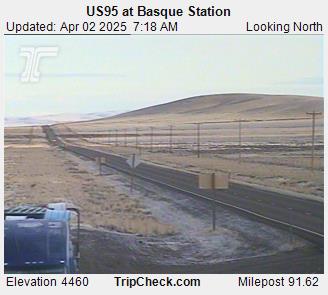 US95 at Basque Station
Updated: Apr 02 2025 7:18 AM Looking North
Elevation 4460 TripCheck.com Milepost 91.62